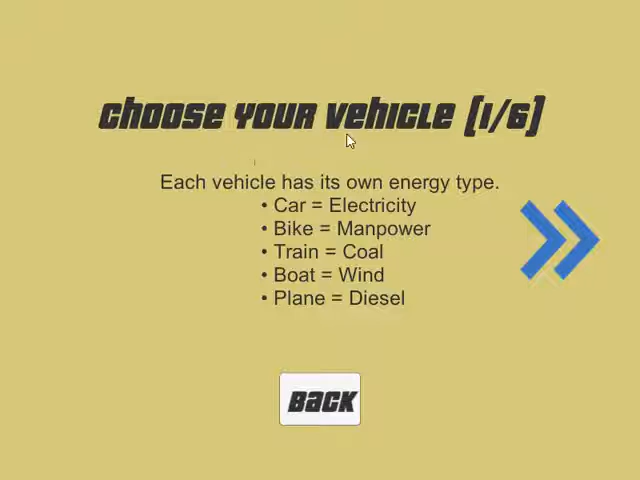 CHOOSE YOUR VEHICLE (1/6)
Each vehicle has its own energy type.
• Car = Electricity
• Bike = Manpower
• Train = Coal
• Boat = Wind
• Plane = Diesel
BACK